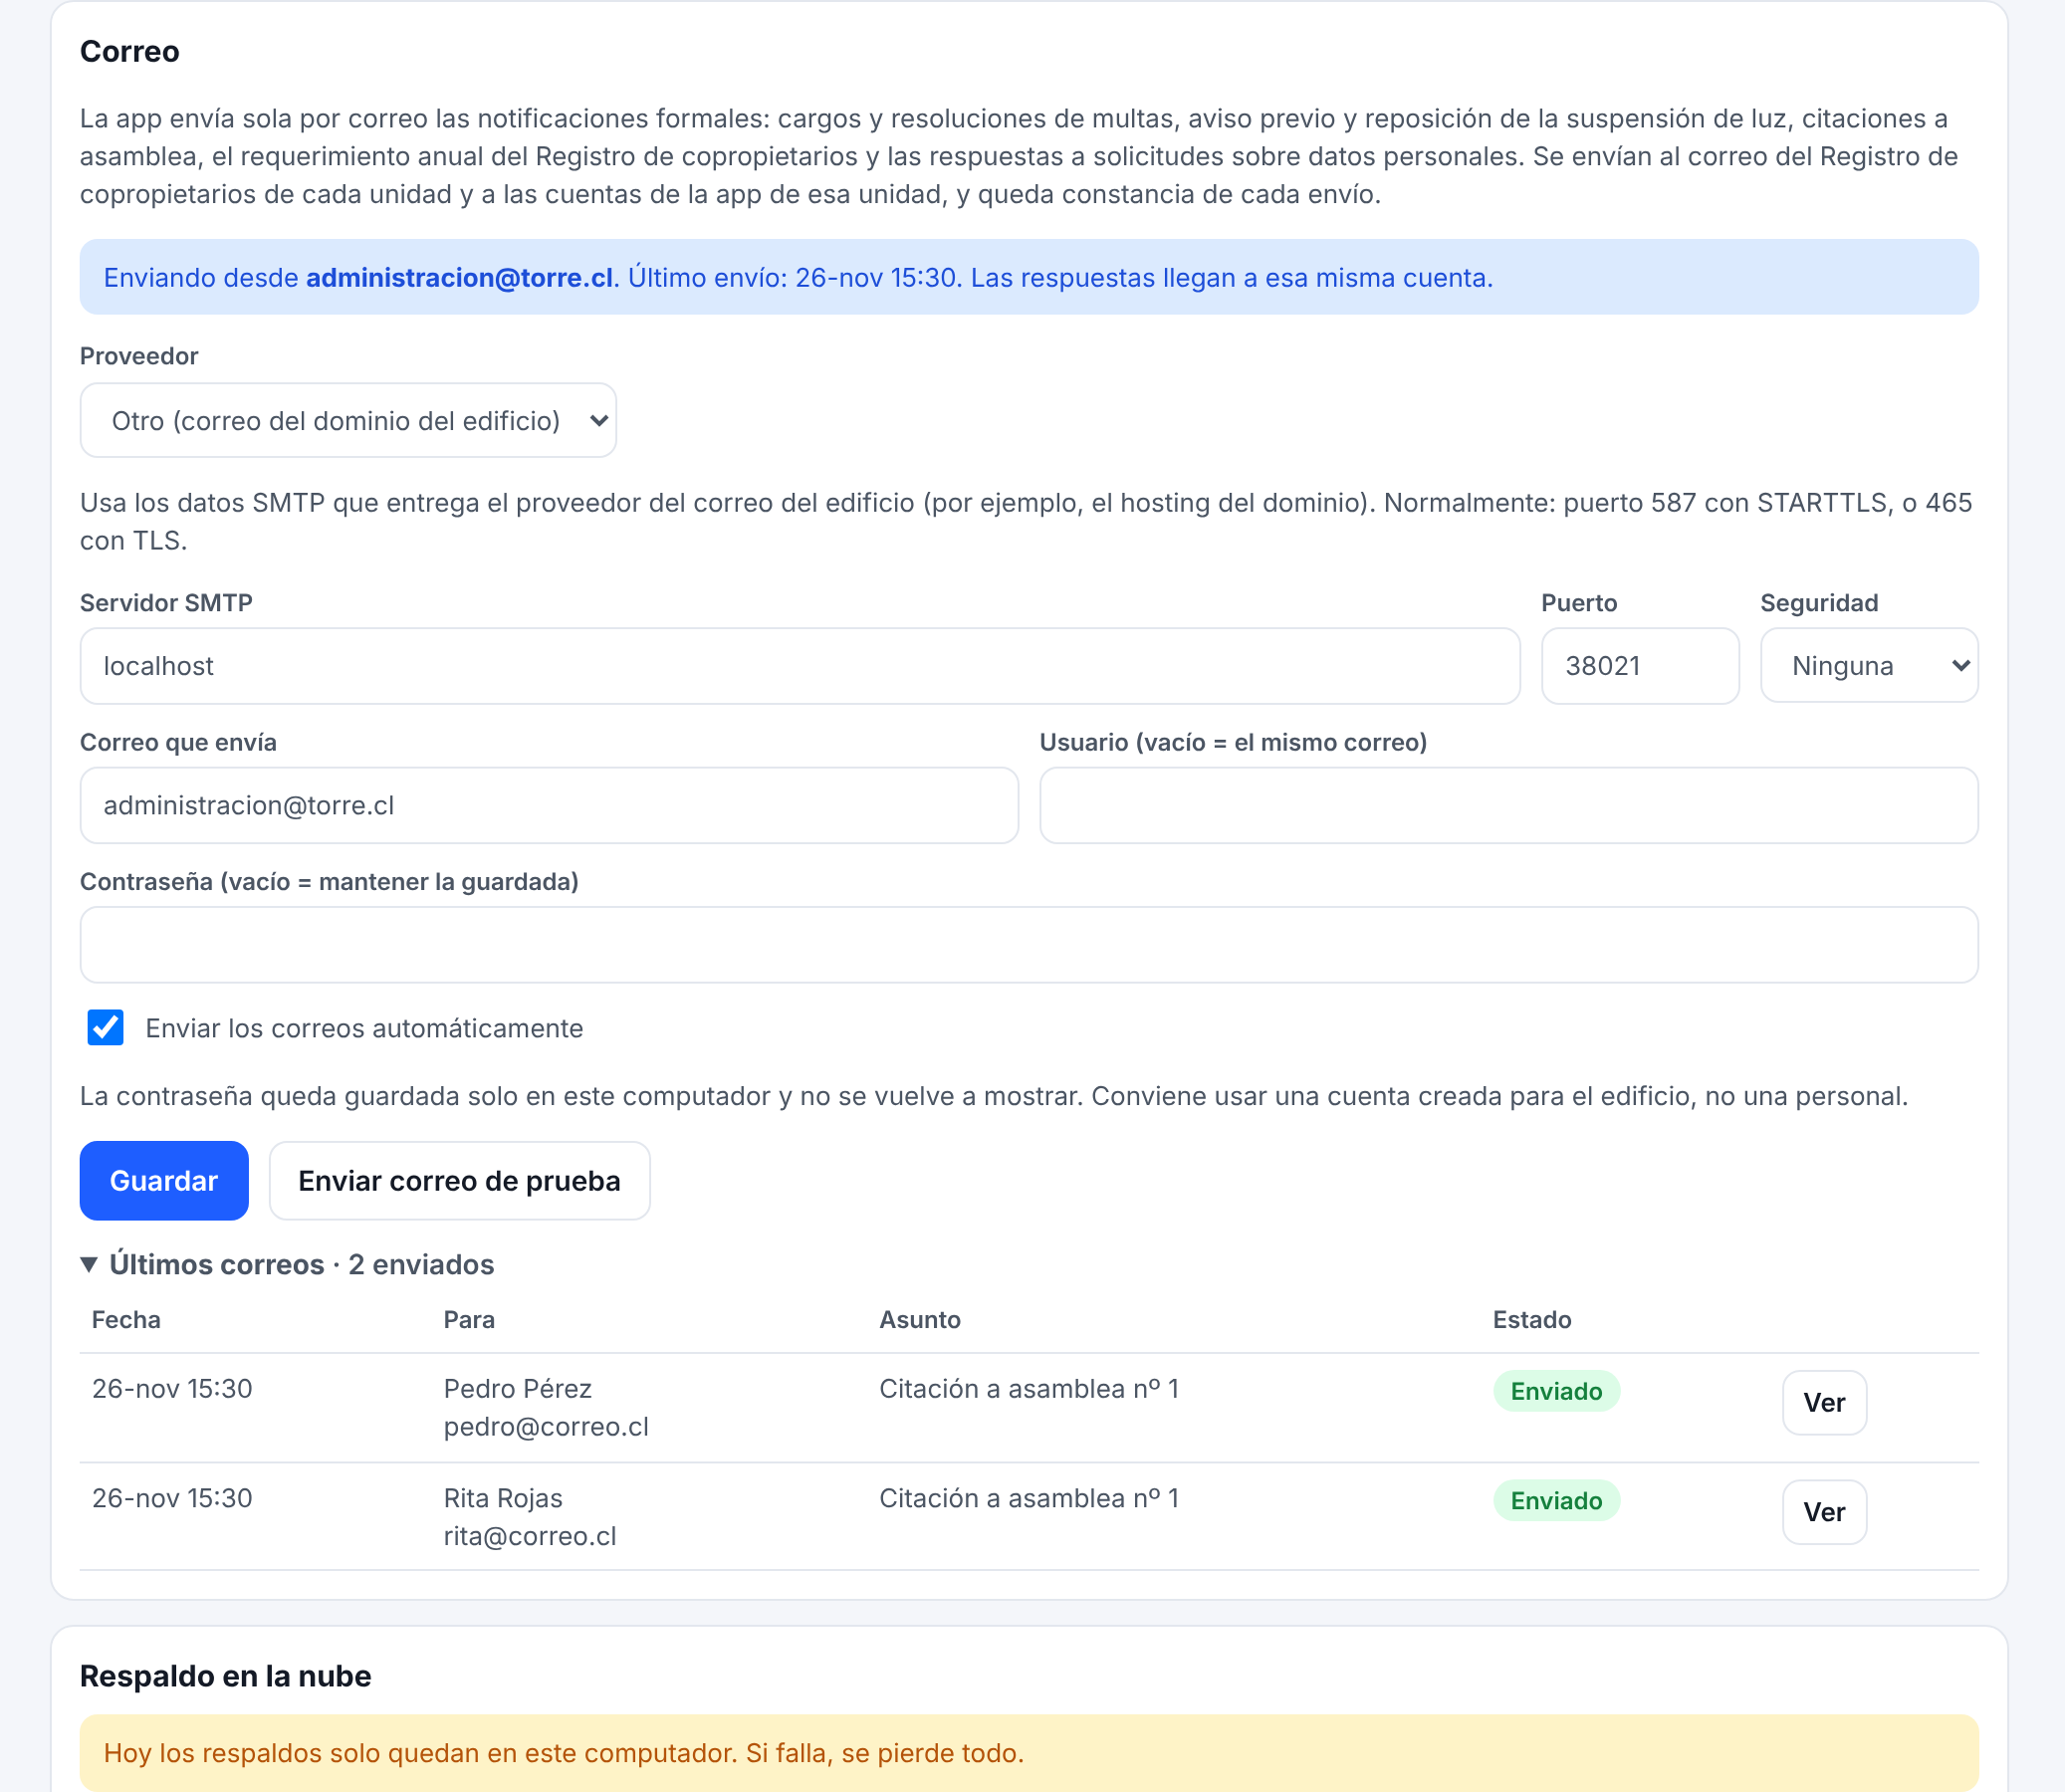 Correo
La app envía sola por correo las notificaciones formales: cargos y resoluciones de multas, aviso previo y reposición de la suspensión de luz, citaciones a
asamblea, el requerimiento anual del Registro de copropietarios y las respuestas a solicitudes sobre datos personales. Se envían al correo del Registro de
copropietarios de cada unidad y a las cuentas de la app de esa unidad, y queda constancia de cada envío.
Enviando desde administracion@torre.cl. Último envío: 26-nov 15:30. Las respuestas llegan a esa misma cuenta.
Proveedor
Otro (correo del dominio del edificio)
Usa los datos SMTP que entrega el proveedor del correo del edificio (por ejemplo, el hosting del dominio). Normalmente: puerto 587 con STARTTLS, o 465
con TLS.
Servidor SMTP Puerto Seguridad
localhost 38021 Ninguna
Correo que envía Usuario (vacío = el mismo correo)
administracion@torre.cl
Contraseña (vacío = mantener la guardada)
Enviar los correos automáticamente
La contraseña queda guardada solo en este computador y no se vuelve a mostrar. Conviene usar una cuenta creada para el edificio, no una personal.
Guardar Enviar correo de prueba
▼ Últimos correos · 2 enviados
Fecha Para Asunto Estado
26-nov 15:30 Pedro Pérez Citación a asamblea nº 1 Enviado Ver
pedro@correo.cl
26-nov 15:30 Rita Rojas Citación a asamblea nº 1 Enviado Ver
rita@correo.cl
Respaldo en la nube
Hoy los respaldos solo quedan en este computador. Si falla, se pierde todo.